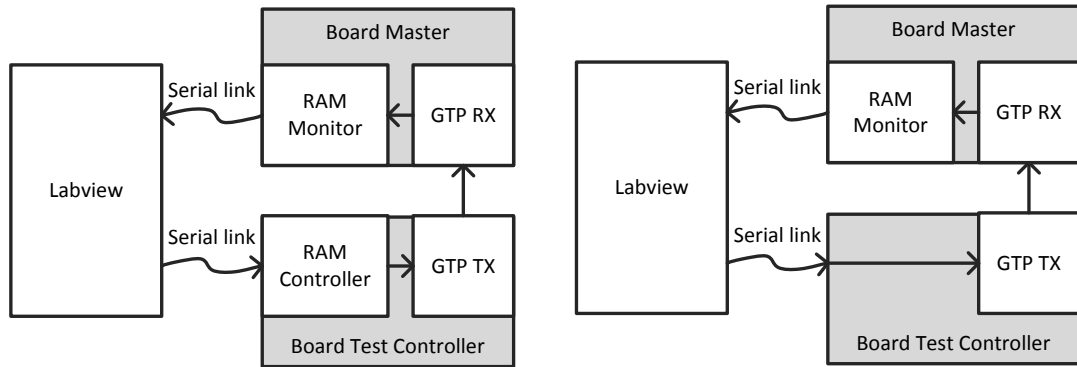 Board Master
Serial link
RAM
Monitor
GTP RX
Labview
Serial link
RAM
Controller
GTP TX
Board Test Controller
Board Master
Serial link
RAM
Monitor
GTP RX
Labview
Serial link
GTP TX
Board Test Controller